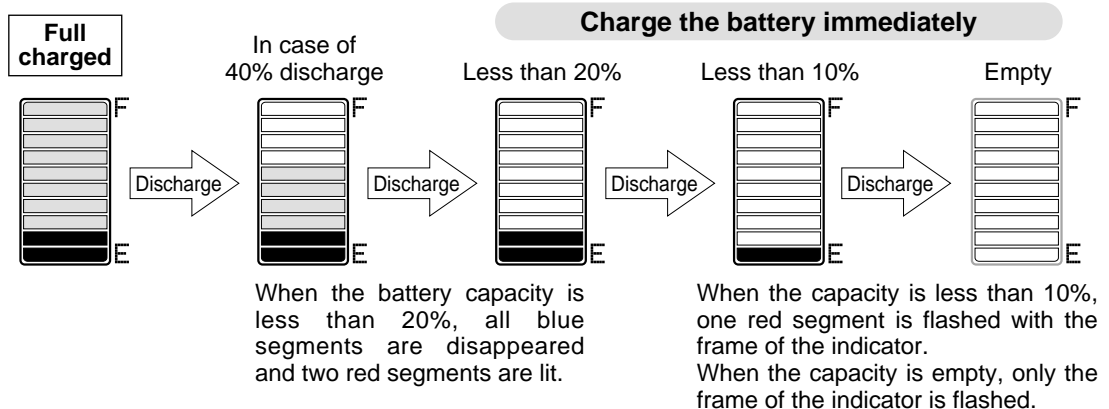 Charge the battery immediately
Full
charged
In case of
40% discharge
Less than 20%
Less than 10%
Empty
F
F
F
F
F
Discharge
Discharge
Discharge
Discharge
E
E
E
E
E
When the battery capacity is
less than 20%, all blue
segments are disappeared
and two red segments are lit.
When the capacity is less than 10%,
one red segment is flashed with the
frame of the indicator.
When the capacity is empty, only the
frame of the indicator is flashed.